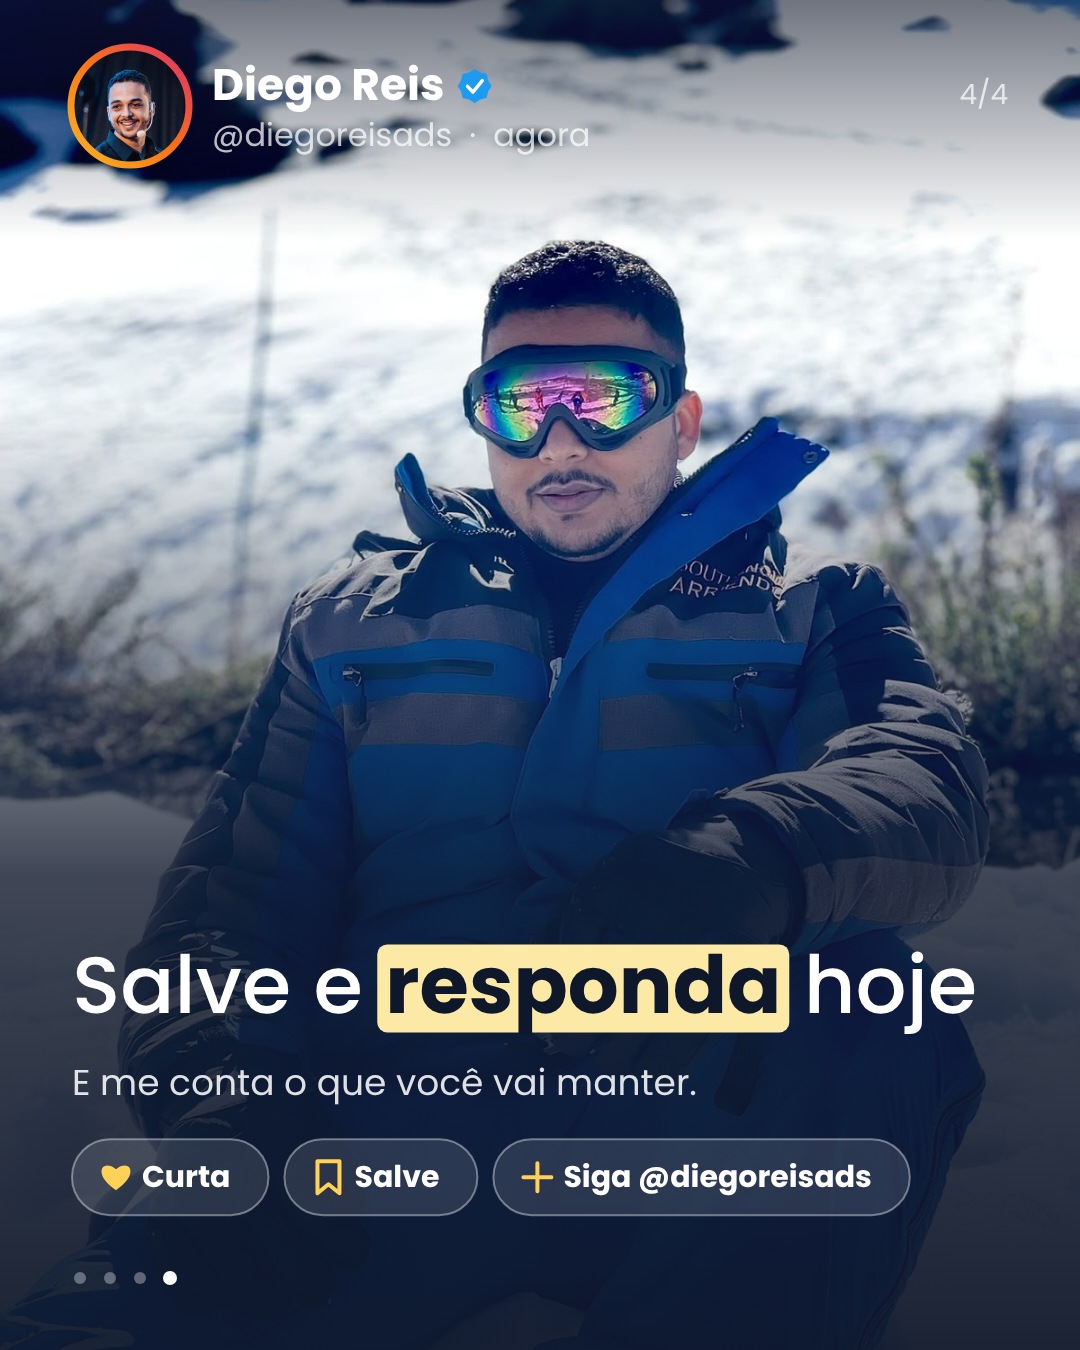 Diego Reis
@diegoreisads · agora
4/4
Salve e responda hoje
E me conta o que você vai manter.
Curta
Salve
Siga @diegoreisads